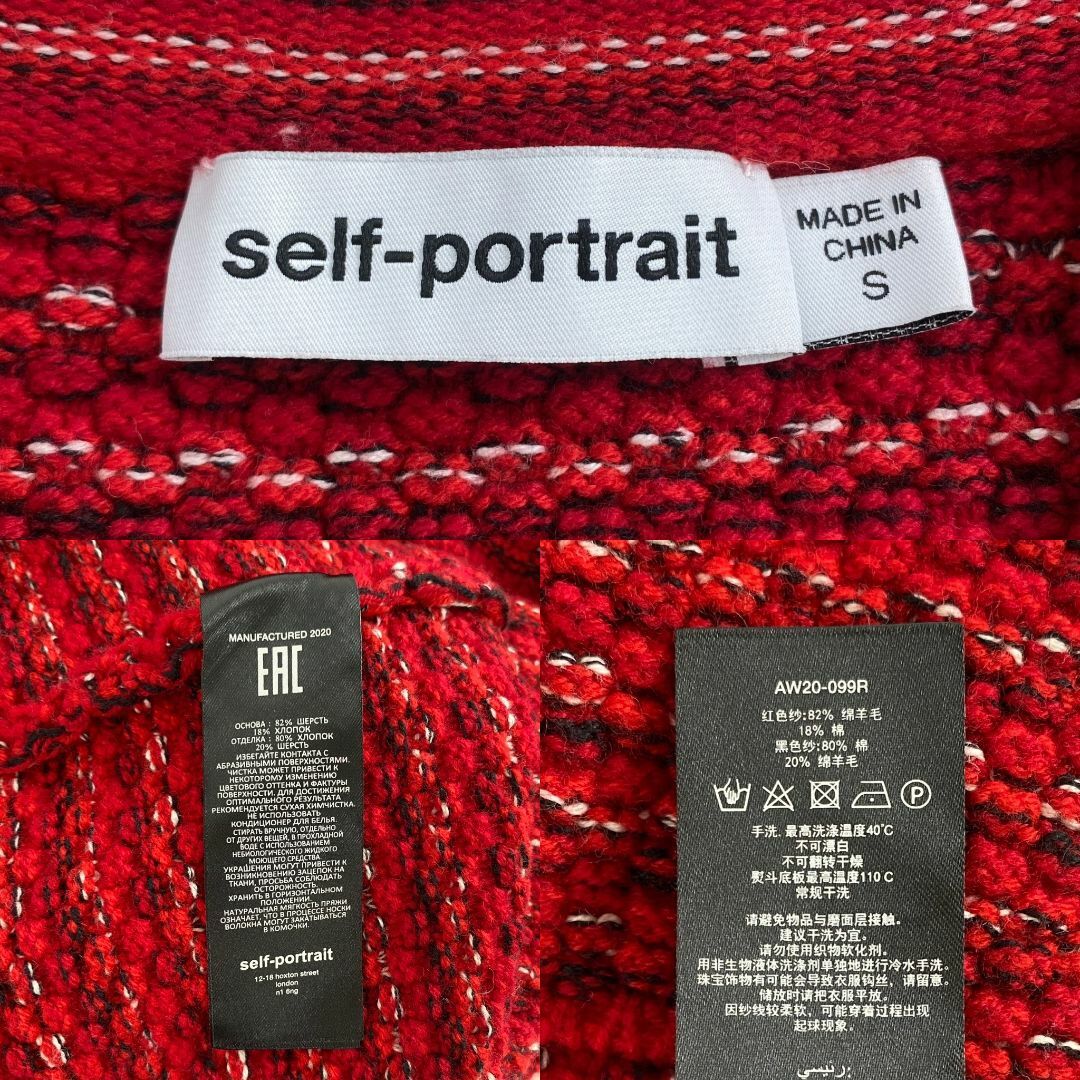 self-portrait
MADE IN
CHINA
S
MANUFACTURED 2020
EAC
ОСНОВА : 82% ШЕРСТЬ
18% ХЛОПОК
ОТДЕЛКА : 80% ХЛОПОК
20% ШЕРСТЬ
ИЗБЕГАЙТЕ КОНТАКТА С
АБРАЗИВНЫМИ ПОВЕРХНОСТЯМИ.
ЧИСТКА МОЖЕТ ПРИВЕСТИ К
НЕКОТОРОМУ ИЗМЕНЕНИЮ
ЦВЕТОВОГО ОТТЕНКА И ФАКТУРЫ
ПОВЕРХНОСТИ. ДЛЯ ДОСТИЖЕНИЯ
ОПТИМАЛЬНОГО РЕЗУЛЬТАТА
РЕКОМЕНДУЕТСЯ СУХАЯ ХИМЧИСТКА.
НЕ ИСПОЛЬЗОВАТЬ
КОНДИЦИОНЕР ДЛЯ БЕЛЬЯ.
СТИРАТЬ ВРУЧНУЮ, ОТДЕЛЬНО
ОТ ДРУГИХ ВЕЩЕЙ, В ПРОХЛАДНОЙ
ВОДЕ С ИСПОЛЬЗОВАНИЕМ
НЕБИОЛОГИЧЕСКОГО ЖИДКОГО
МОЮЩЕГО СРЕДСТВА.
УКРАШЕНИЯ МОГУТ ПРИВЕСТИ К
ВОЗНИКНОВЕНИЮ ЗАЦЕПОК НА
ТКАНИ, ПРОСЬБА СОБЛЮДАТЬ
ОСТОРОЖНОСТЬ.
ХРАНИТЬ В ГОРИЗОНТАЛЬНОМ
ПОЛОЖЕНИИ.
НАТУРАЛЬНАЯ МЯГКОСТЬ ПРЯЖИ
ОЗНАЧАЕТ, ЧТО В ПРОЦЕССЕ НОСКИ
ВОЛОКНА МОГУТ ЗАКАТЫВАТЬСЯ
В КОМОЧКИ.
self-portrait
12-18 hoxton street
london
n1 6ng
AW20-099R
红色纱:82% 绵羊毛
18% 棉
黑色纱:80% 棉
20% 绵羊毛
P
手洗. 最高洗涤温度40℃
不可漂白
不可翻转干燥
熨斗底板最高温度110 C
常规干洗
请避免物品与磨面层接触。
建议干洗为宜。
请勿使用织物软化剂。
用非生物液体洗涤剂单独地进行冷水手洗。
珠宝饰物有可能会导致衣服钩丝，请留意。
储放时请把衣服平放。
因纱线较柔软，可能穿着过程出现
起球现象。
رئيسي: